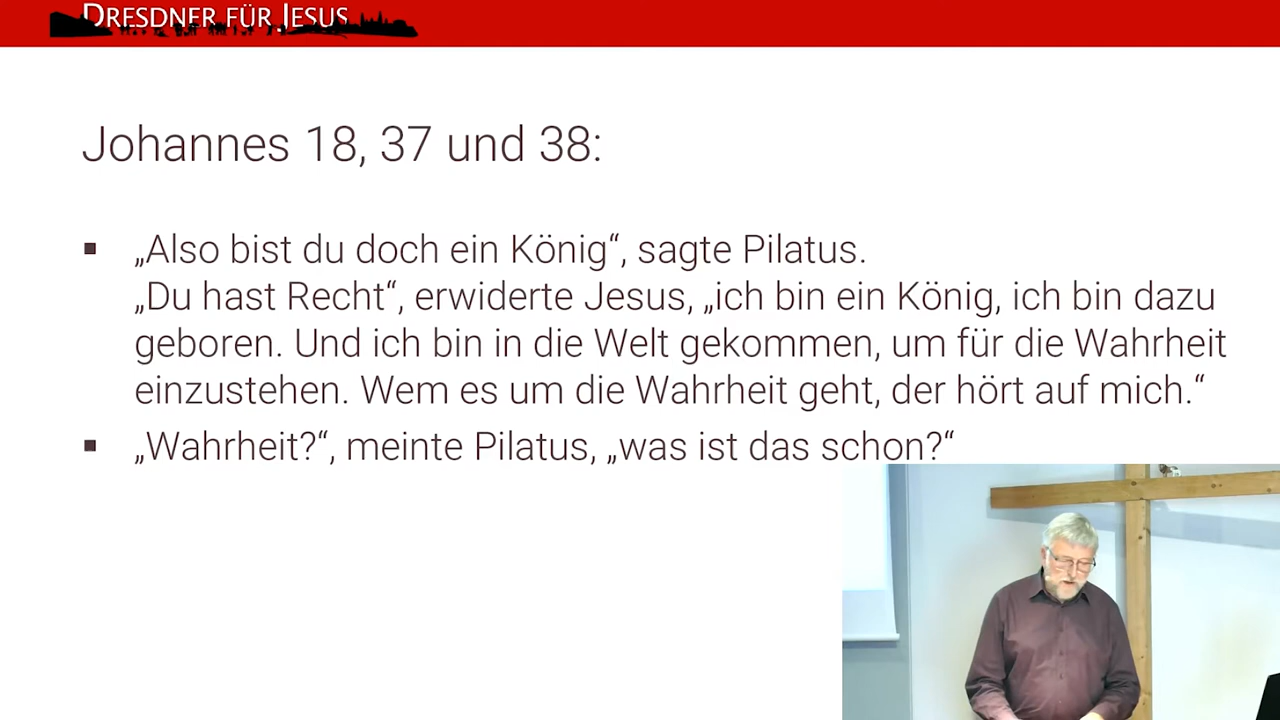 DRESDNER FÜR JESUS
Johannes 18, 37 und 38:
▪ „Also bist du doch ein König“, sagte Pilatus.
„Du hast Recht“, erwiderte Jesus, „ich bin ein König, ich bin dazu
geboren. Und ich bin in die Welt gekommen, um für die Wahrheit
einzustehen. Wem es um die Wahrheit geht, der hört auf mich.“
▪ „Wahrheit?“, meinte Pilatus, „was ist das schon?“